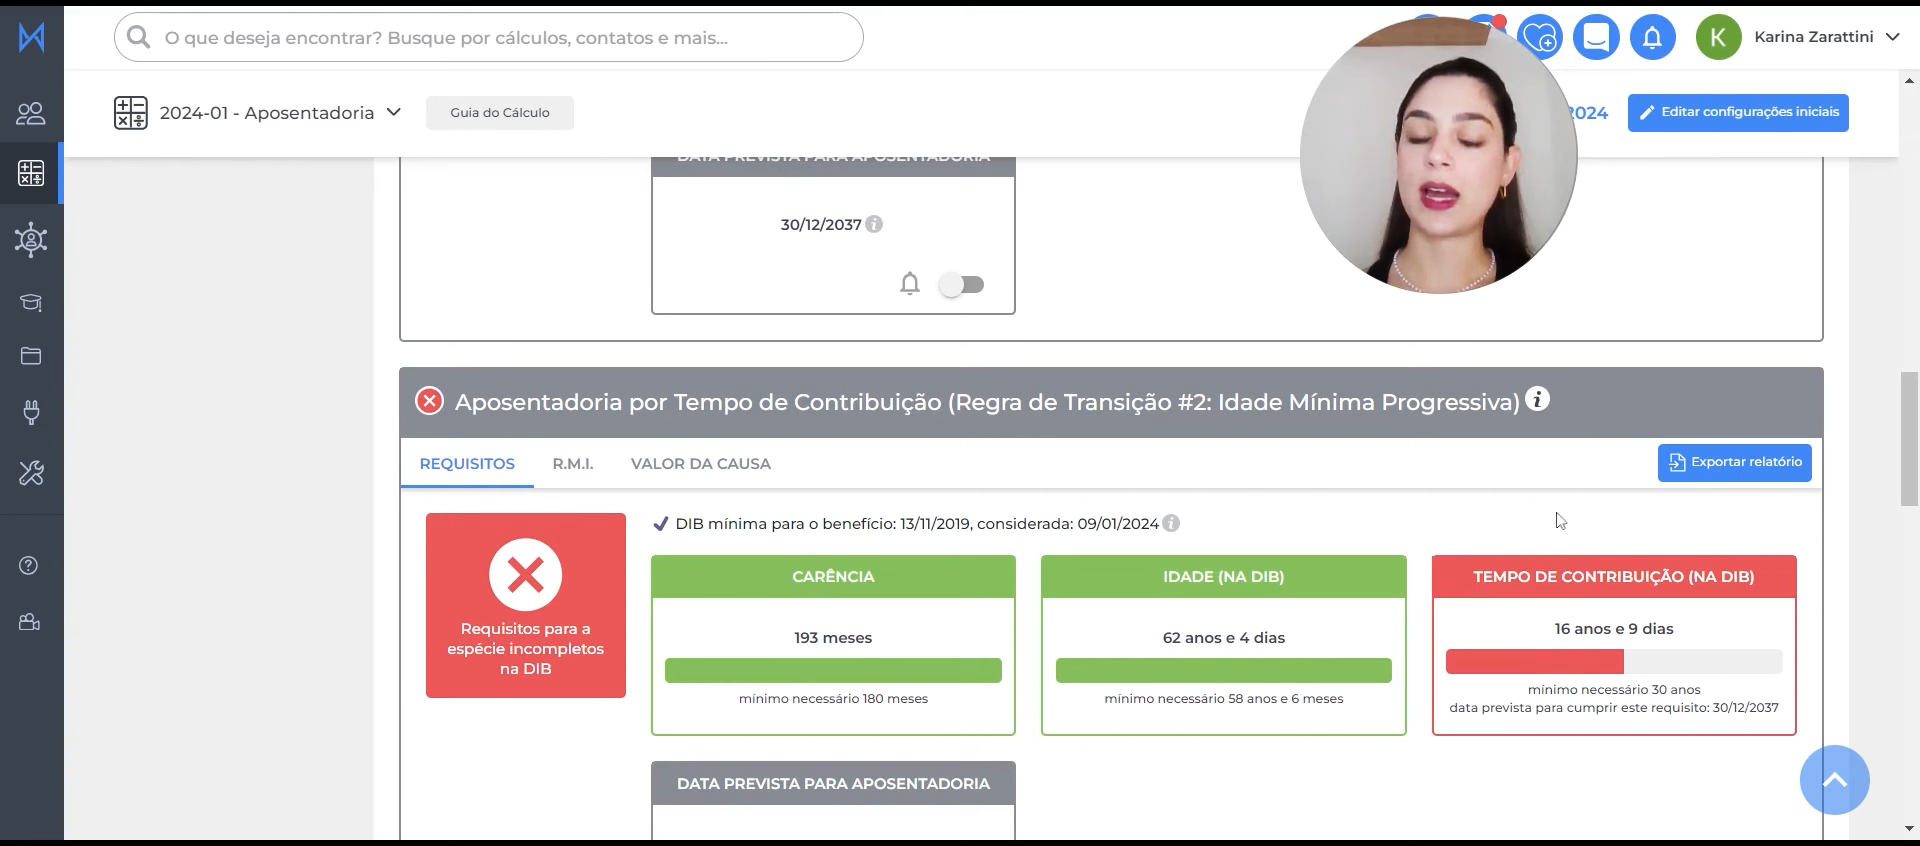 O que deseja encontrar? Busque por cálculos, contatos e mais...
K
Karina Zarattini
2024-01 - Aposentadoria
Guia do Cálculo
2024
Editar configurações iniciais
DATA PREVISTA PARA APOSENTADORIA
30/12/2037
Aposentadoria por Tempo de Contribuição (Regra de Transição #2: Idade Mínima Progressiva)
REQUISITOS
R.M.I.
VALOR DA CAUSA
Exportar relatório
Requisitos para a
espécie incompletos
na DIB
DIB mínima para o benefício: 13/11/2019, considerada: 09/01/2024
CARÊNCIA
193 meses
mínimo necessário 180 meses
IDADE (NA DIB)
62 anos e 4 dias
mínimo necessário 58 anos e 6 meses
TEMPO DE CONTRIBUIÇÃO (NA DIB)
16 anos e 9 dias
mínimo necessário 30 anos
data prevista para cumprir este requisito: 30/12/2037
DATA PREVISTA PARA APOSENTADORIA